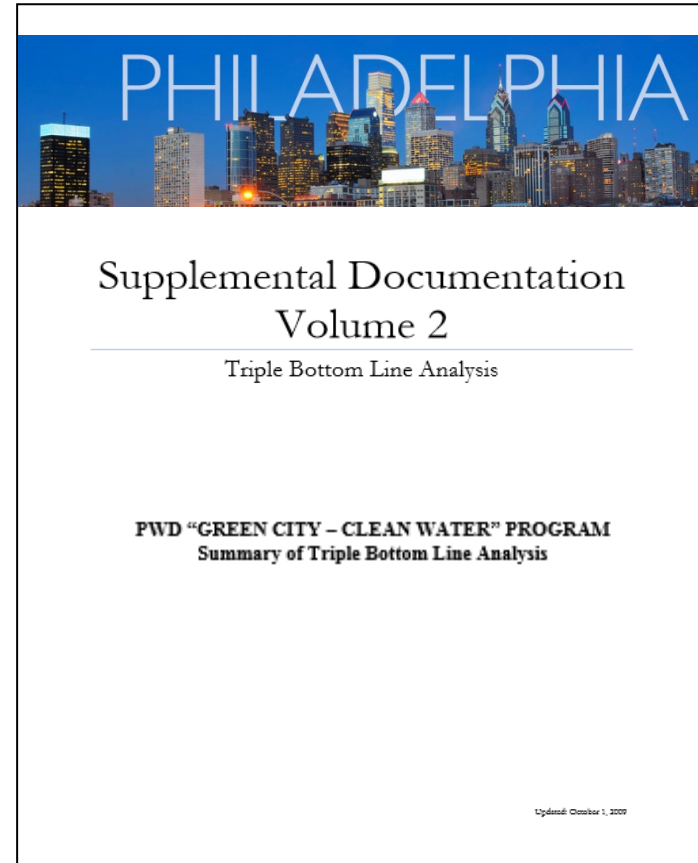 PHILADELPHIA
Supplemental Documentation
Volume 2
Triple Bottom Line Analysis
PWD “GREEN CITY – CLEAN WATER” PROGRAM
Summary of Triple Bottom Line Analysis
Updated: October 1, 2009